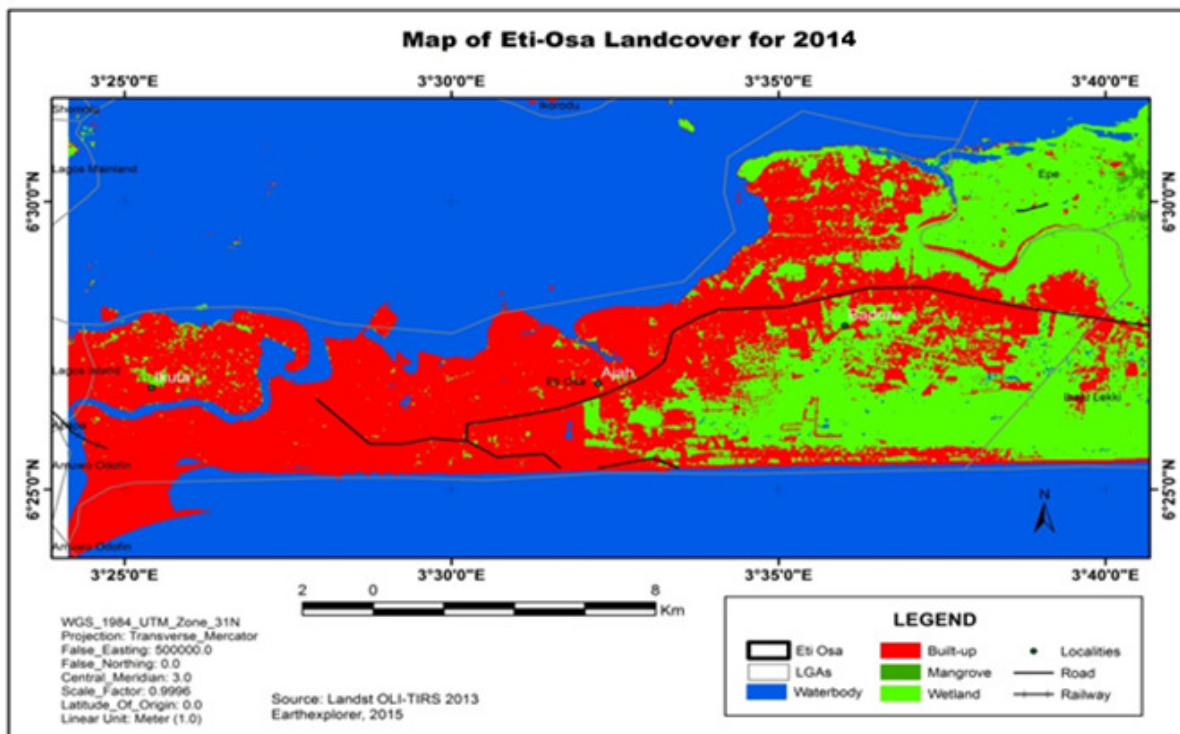 Map of Eti-Osa Landcover for 2014
3°25'0"E 3°30'0"E 3°35'0"E 3°40'0"E
Ikorodu
Lagos Mainland
Epe
6°30'0"N 6°30'0"N
Lagos Island
Ikuta
Eti Osa
Ajah
Lekki
Amuwo Odofin
6°25'0"N 6°25'0"N
N
Amuwo Odofin
3°25'0"E 3°30'0"E 3°35'0"E 3°40'0"E
2 0 8
Km
WGS_1984_UTM_Zone_31N
Projection: Transverse_Mercator
False_Easting: 500000.0
False_Northing: 0.0
Central_Meridian: 3.0
Scale_Factor: 0.9996
Latitude_Of_Origin: 0.0
Linear Unit: Meter (1.0)
Source: Landst OLI-TIRS 2013
Earthexplorer, 2015
LEGEND
Eti Osa Built-up Localities
LGAs Mangrove Road
Waterbody Wetland Railway